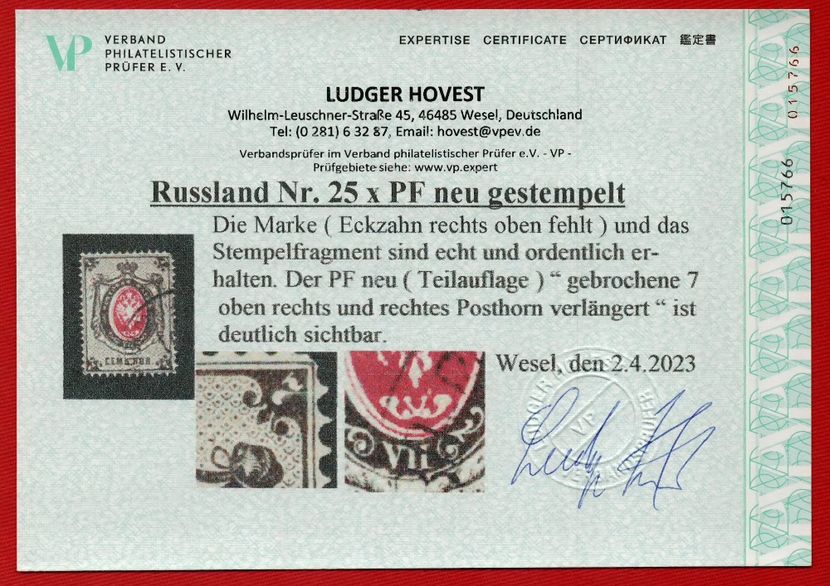 VP VERBAND
PHILATELISTISCHER
PRÜFER E. V.
EXPERTISE CERTIFICATE СЕРТИФИКАТ 鑑定書
LUDGER HOVEST
Wilhelm-Leuschner-Straße 45, 46485 Wesel, Deutschland
Tel: (0 281) 6 32 87, Email: hovest@vpev.de
Verbandsprüfer im Verband philatelistischer Prüfer e.V. - VP -
Prüfgebiete siehe: www.vp.expert
Russland Nr. 25 x PF neu gestempelt
Die Marke ( Eckzahn rechts oben fehlt ) und das
Stempelfragment sind echt und ordentlich er-
halten. Der PF neu ( Teilauflage ) “ gebrochene 7
oben rechts und rechtes Posthorn verlängert “ ist
deutlich sichtbar.
Wesel, den 2.4.2023
VP
015766
015766